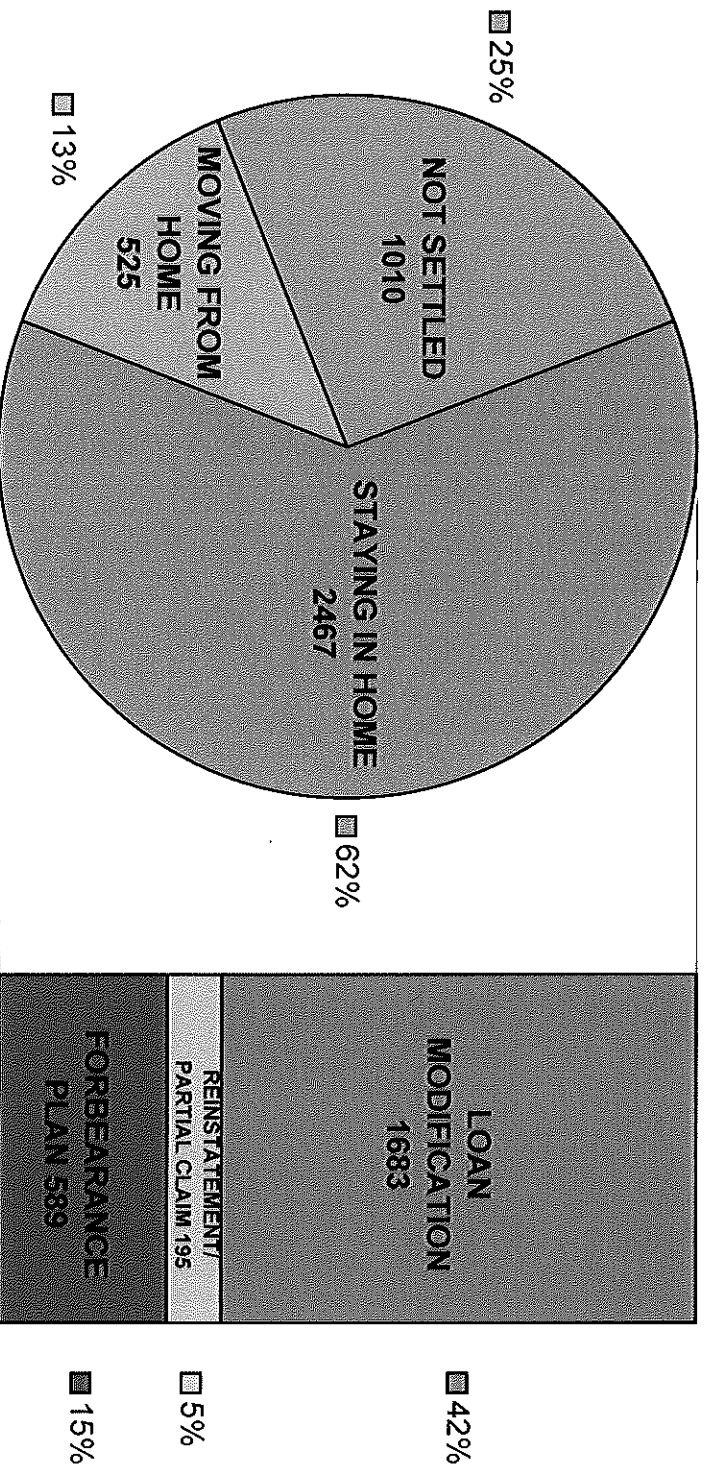 25%
NOT SETTLED
1010
MOVING FROM
HOME
525
13%
STAYING IN HOME
2467
62%
LOAN
MODIFICATION
1683
REINSTATEMENT/
PARTIAL CLAIM 195
FORBEARANCE
PLAN 589
42%
5%
15%